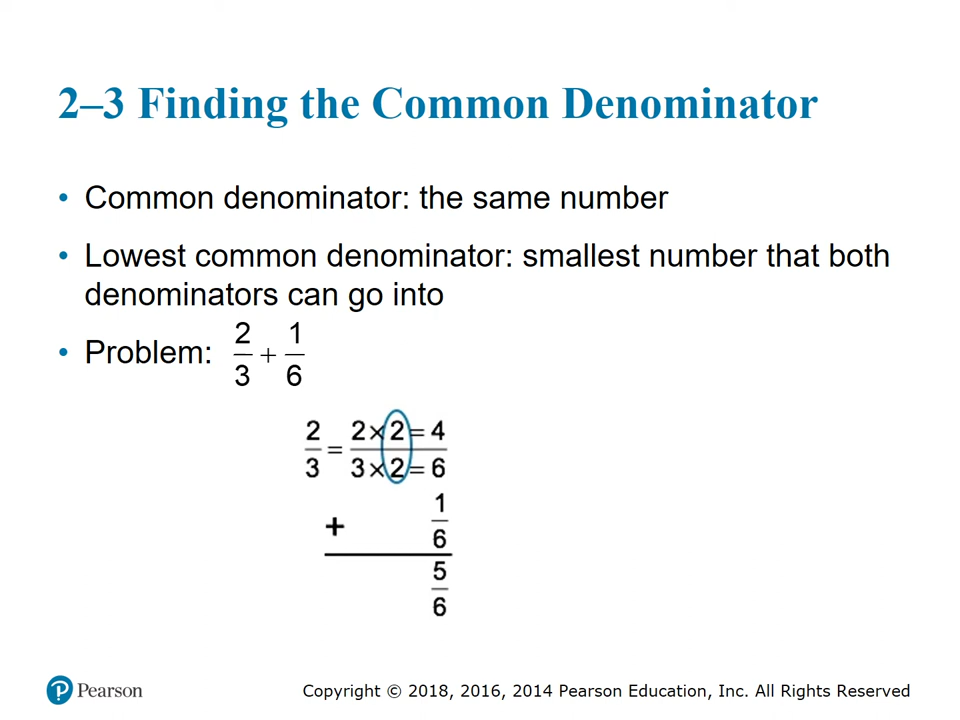 2–3 Finding the Common Denominator
• Common denominator: the same number
• Lowest common denominator: smallest number that both
denominators can go into
• Problem: 2/3 + 1/6
2/3 = 2×2=4/3×2=6
+ 1/6
5/6
Pearson
Copyright © 2018, 2016, 2014 Pearson Education, Inc. All Rights Reserved